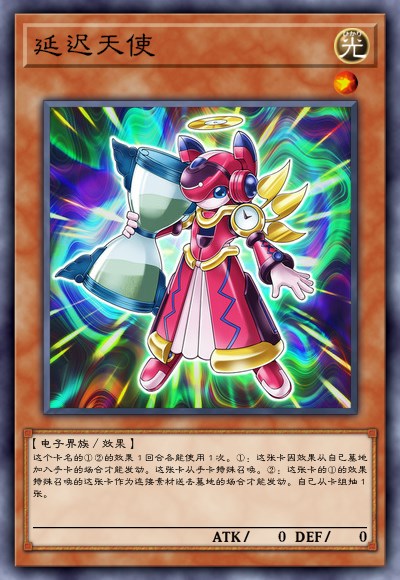 延迟天使
光
【电子界族／效果】
这个卡名的①②的效果1回合各能使用1次。①：这张卡因效果从自己墓地
加入手卡的场合才能发动。这张卡从手卡特殊召唤。②：这张卡的①的效果
特殊召唤的这张卡作为连接素材送去墓地的场合才能发动。自己从卡组抽1
张。
ATK/ 0 DEF/ 0